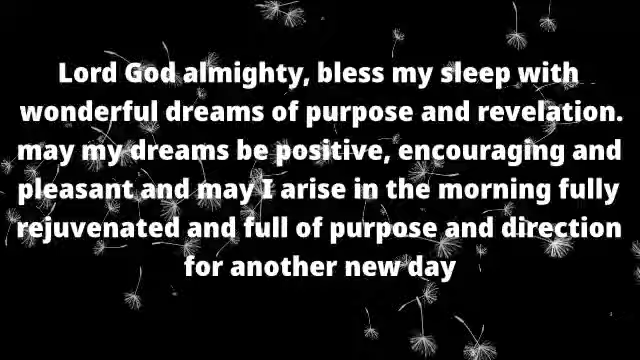 Lord God almighty, bless my sleep with
wonderful dreams of purpose and revelation.
may my dreams be positive, encouraging and
pleasant and may I arise in the morning fully
rejuvenated and full of purpose and direction
for another new day